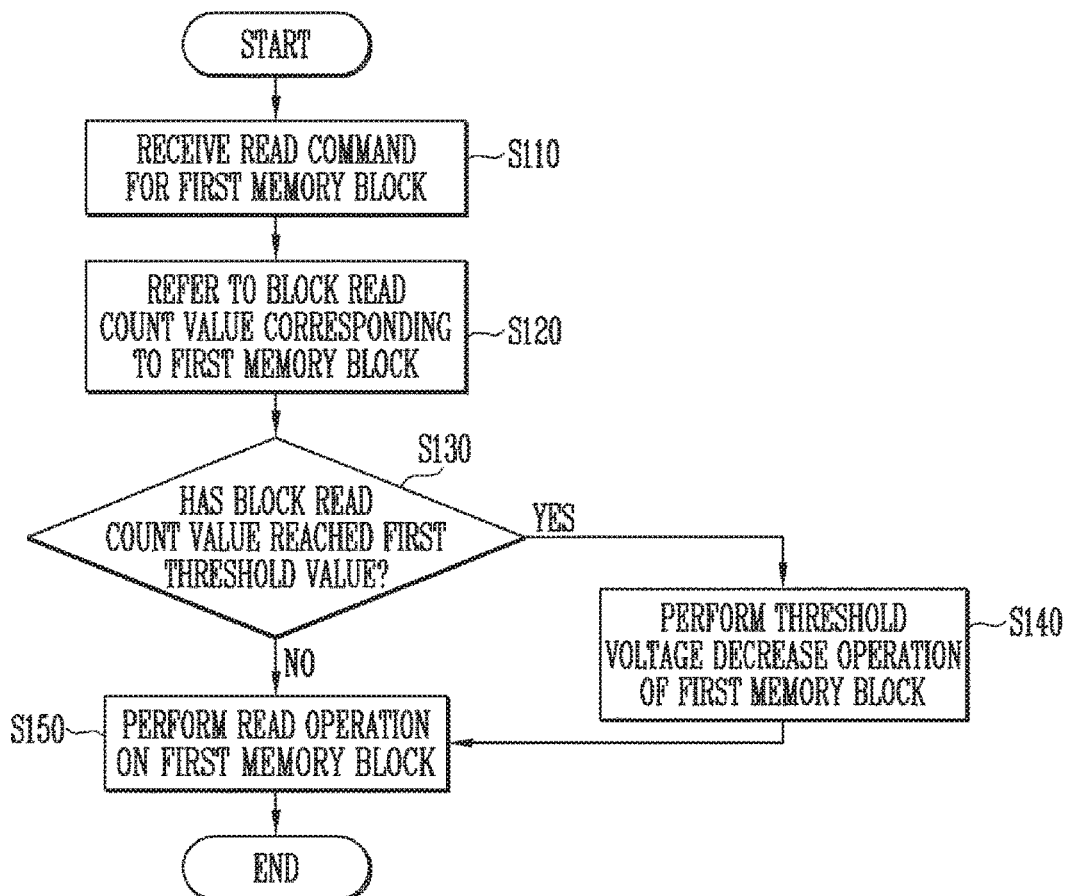 START
RECEIVE READ COMMAND
FOR FIRST MEMORY BLOCK
S110
REFER TO BLOCK READ
COUNT VALUE CORRESPONDING
TO FIRST MEMORY BLOCK
S120
S130
HAS BLOCK READ
COUNT VALUE REACHED FIRST
THRESHOLD VALUE?
YES
PERFORM THRESHOLD
VOLTAGE DECREASE OPERATION
OF FIRST MEMORY BLOCK
S140
NO
S150
PERFORM READ OPERATION
ON FIRST MEMORY BLOCK
END